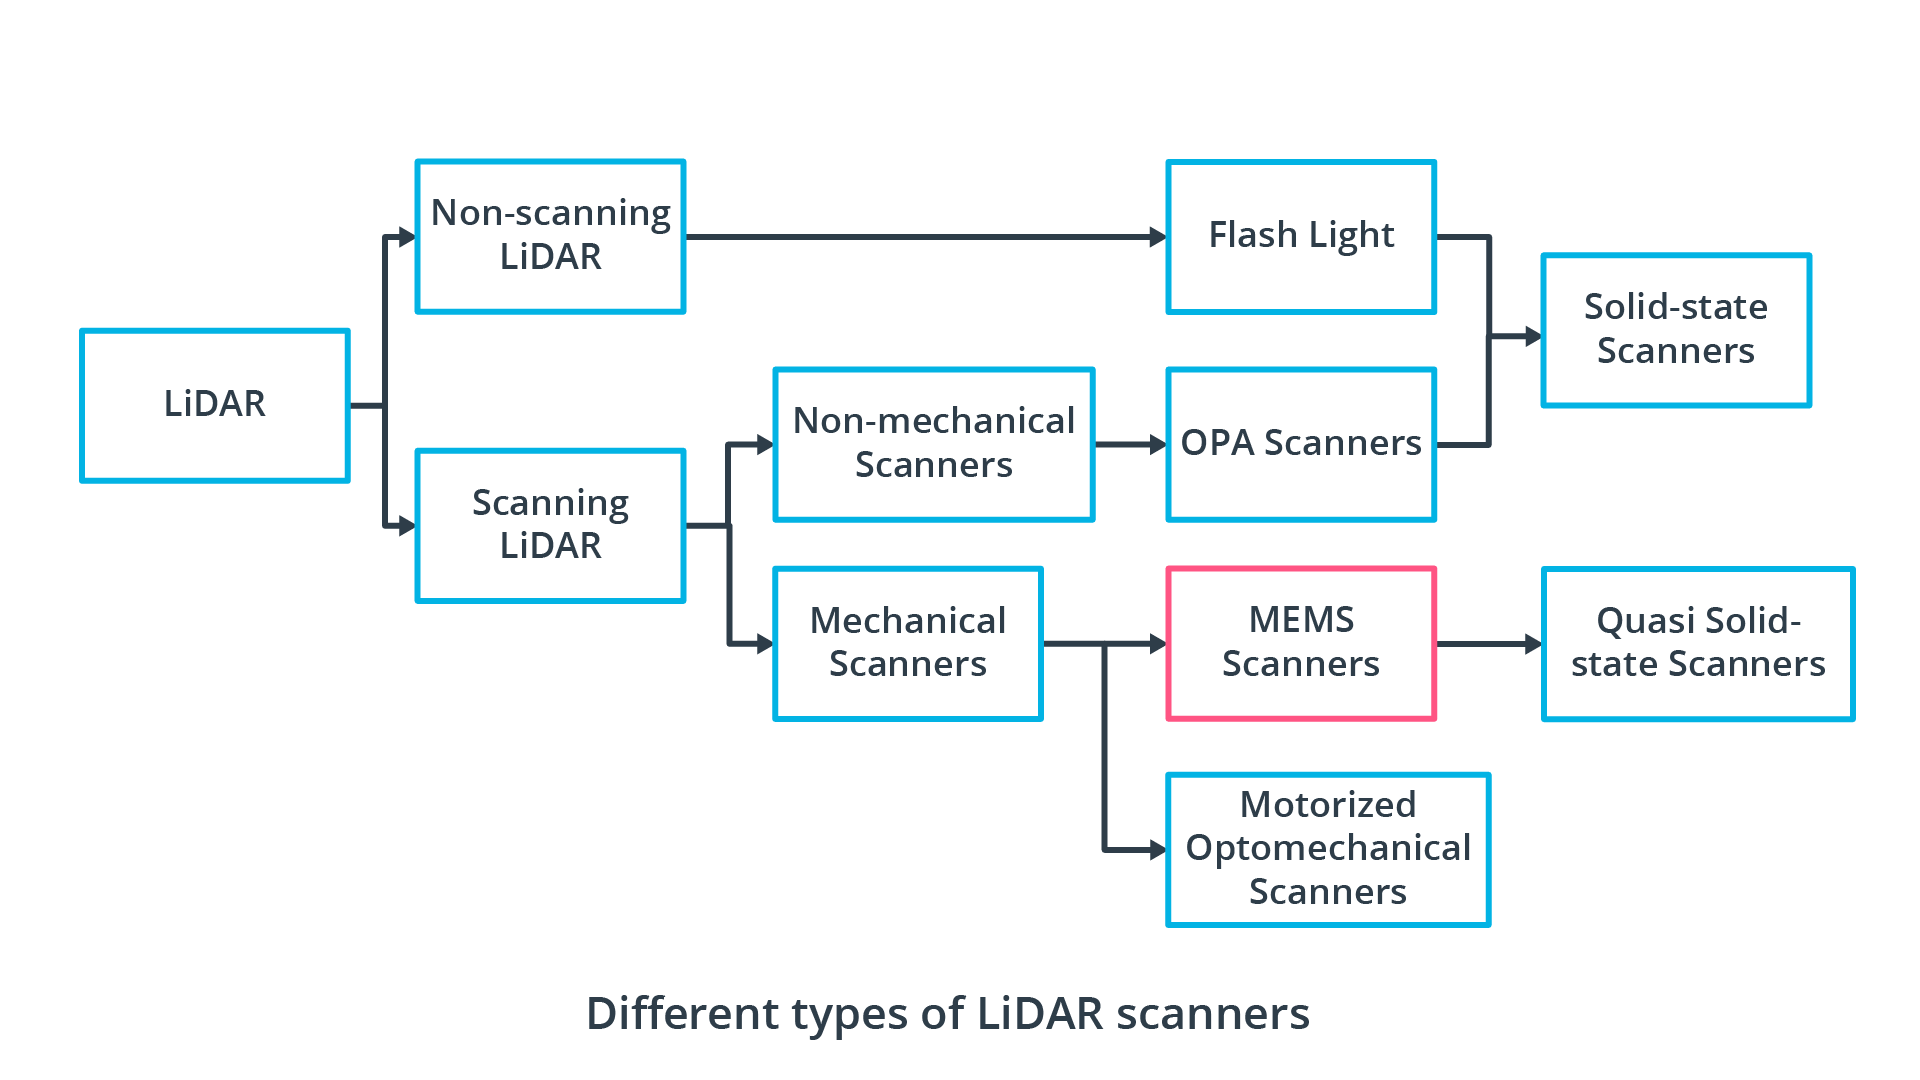 Non-scanning
LiDAR
Flash Light
Solid-state
Scanners
LiDAR
Non-mechanical
Scanners
OPA Scanners
Scanning
LiDAR
Mechanical
Scanners
MEMS
Scanners
Quasi Solid-
state Scanners
Motorized
Optomechanical
Scanners
Different types of LiDAR scanners